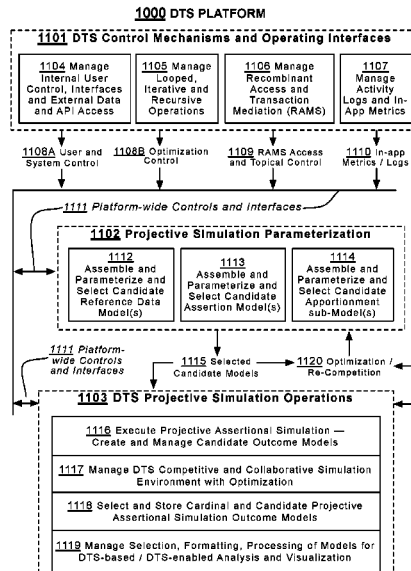 1000 DTS PLATFORM
1101 DTS Control Mechanisms and Operating Interfaces
1104 Manage
Internal User
Control, Interfaces
and External Data
and API Access
1105 Manage
Looped,
Iterative and
Recursive
Operations
1106 Manage
Recombinant
Access and
Transaction
Mediation (RAMS)
1107
Manage
Activity
Logs and In-
App Metrics
1108A User and
System Control
1108B Optimization
Control
1109 RAMS Access
and Topical Control
1110 In-app
Metrics / Logs
1111 Platform-wide Controls and Interfaces
1102 Projective Simulation Parameterization
1112
Assemble and
Parameterize and
Select Candidate
Reference Data
Model(s)
1113
Assemble and
Parameterize and
Select Candidate
Assertion Model(s)
1114
Assemble and
Parameterize and
Select Candidate
Apportionment
sub-Model(s)
1111 Platform-
wide Controls
and Interfaces
1115 Selected
Candidate Models
1120 Optimization /
Re-Competition
1103 DTS Projective Simulation Operations
1116 Execute Projective Assertional Simulation —
Create and Manage Candidate Outcome Models
1117 Manage DTS Competitive and Collaborative Simulation
Environment with Optimization
1118 Select and Store Cardinal and Candidate Projective
Assertional Simulation Outcome Models
1119 Manage Selection, Formatting, Processing of Models for
DTS-based / DTS-enabled Analysis and Visualization